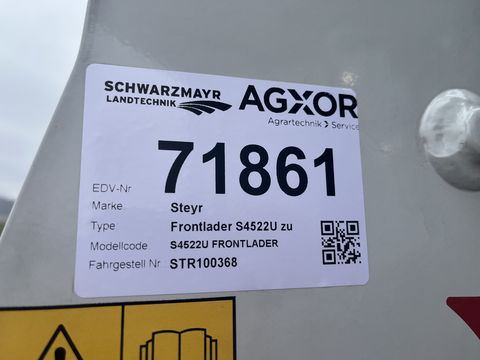 SCHWARZMAYR
LANDTECHNIK
AGXOR
Agrartechnik > Service
EDV-Nr 71861
Marke Steyr
Type Frontlader S4522U zu
Modellcode S4522U FRONTLADER
Fahrgestell Nr STR100368